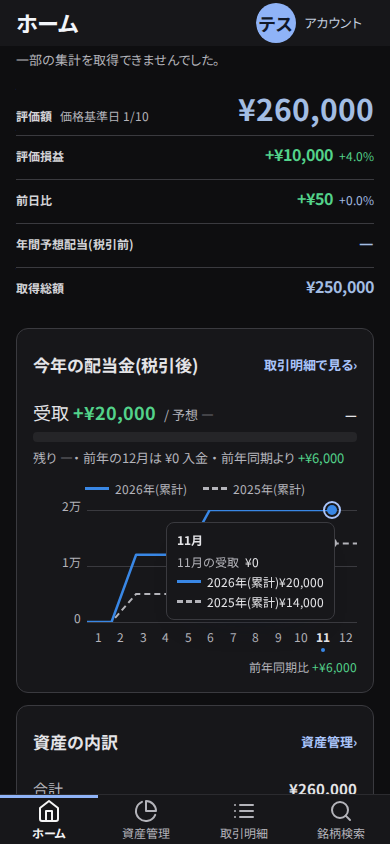 ホーム
テス アカウント
一部の集計を取得できませんでした。
評価額 価格基準日 1/10 ¥260,000
評価損益 +¥10,000 +4.0%
前日比 +¥50 +0.0%
年間予想配当(税引前) —
取得総額 ¥250,000
今年の配当金(税引後) 取引明細で見る›
受取 +¥20,000 / 予想 — —
残り —・前年の12月は ¥0 入金・前年同期より +¥6,000
2026年(累計) 2025年(累計)
2万
1万
0
11月
11月の受取 ¥0
2026年(累計)¥20,000
2025年(累計)¥14,000
1 2 3 4 5 6 7 8 9 10 11 12
前年同期比 +¥6,000
資産の内訳 資産管理›
合計 ¥260,000
ホーム 資産管理 取引明細 銘柄検索